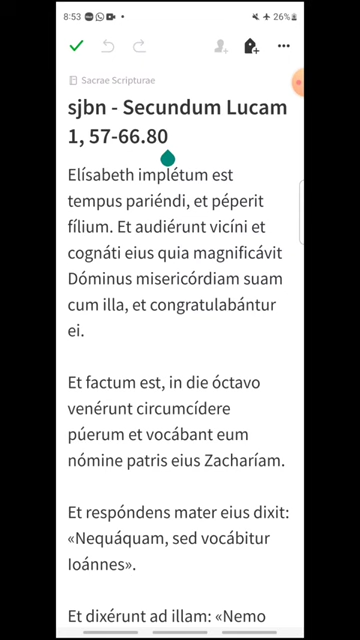 8:53
26%
Sacrae Scripturae
sjbn - Secundum Lucam
1, 57-66.80
Elísabeth implétum est
tempus pariéndi, et péperit
fílium. Et audiérunt vicíni et
cognáti eius quia magnificávit
Dóminus misericórdiam suam
cum illa, et congratulabántur
ei.
Et factum est, in die óctavo
venérunt circumcídere
púerum et vocábant eum
nómine patris eius Zacharíam.
Et respóndens mater eius dixit:
«Nequáquam, sed vocábitur
Ioánnes».
Et dixérunt ad illam: «Nemo